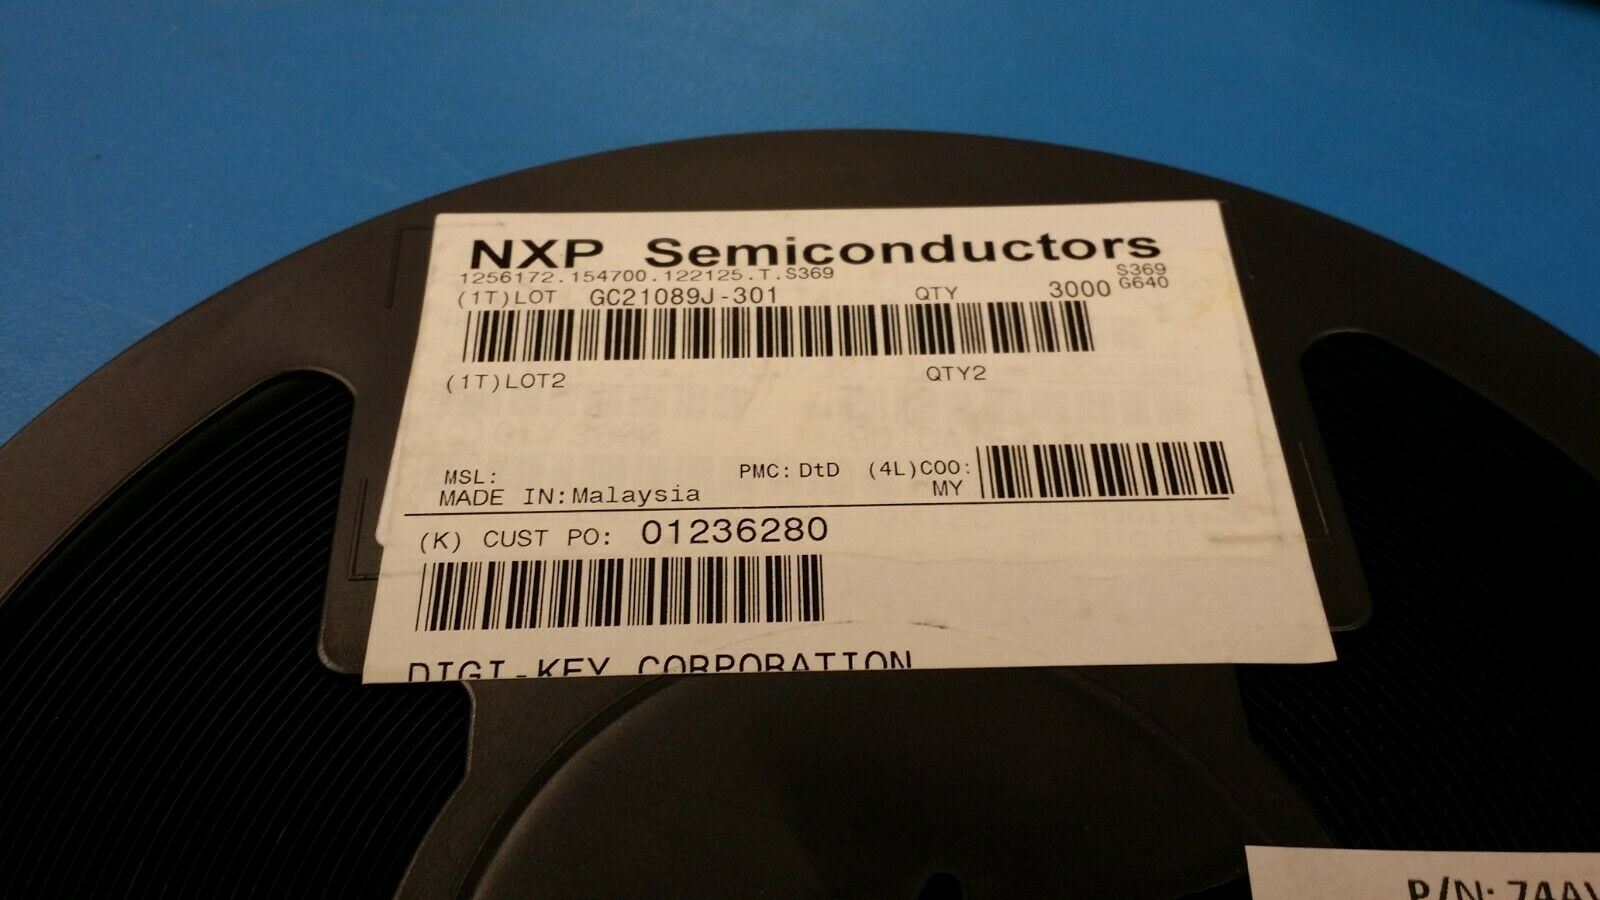 NXP Semiconductors
1256172.154700.122125.T.S369
S369
(1T)LOT GC21089J-301 QTY 3000 G640
(1T)LOT2 QTY2
MSL: PMC: DtD (4L)COO:
MADE IN:Malaysia MY
(K) CUST PO: 01236280
DIGI-KEY CORPORATION
P/N: 74AV